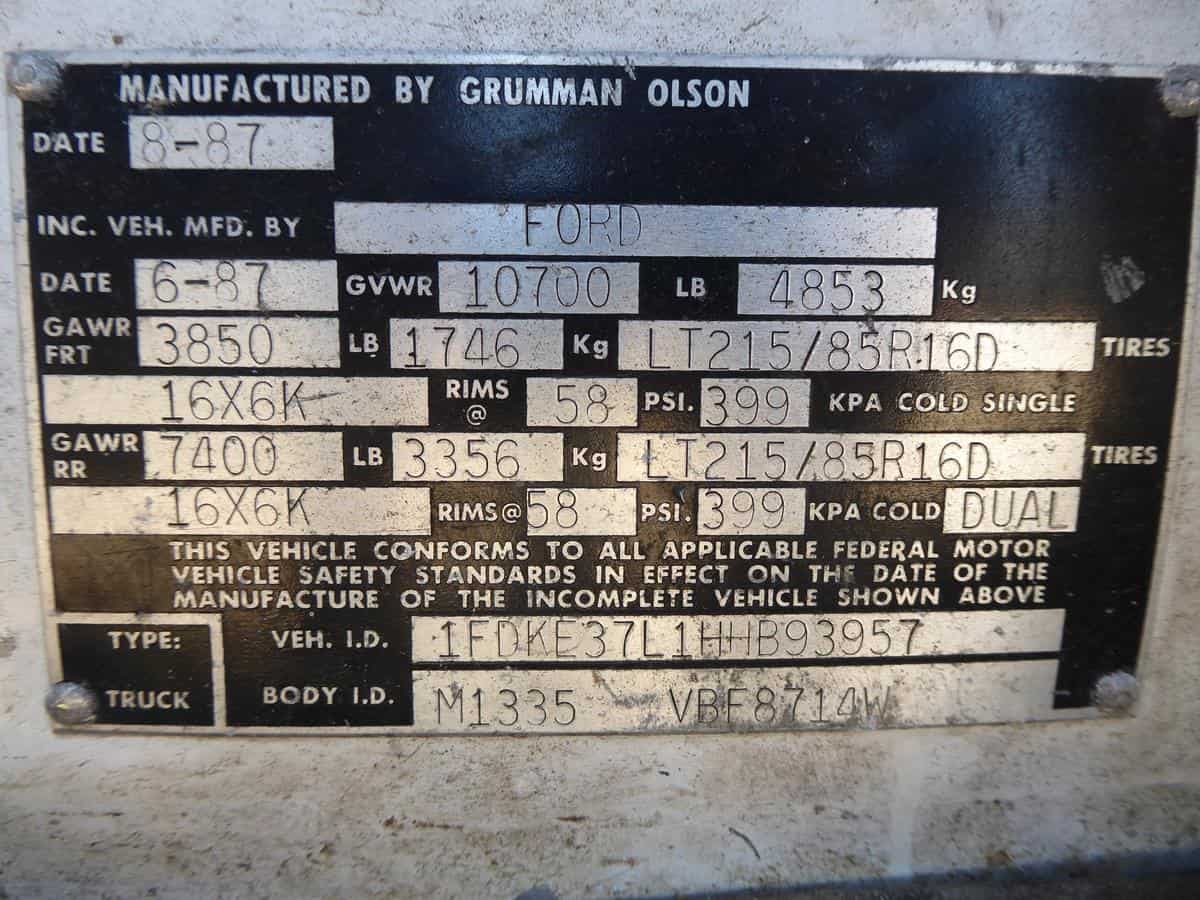 MANUFACTURED BY GRUMMAN OLSON
DATE 8-87
INC. VEH. MFD. BY FORD
DATE 6-87 GVWR 10700 LB 4853 Kg
GAWR FRT 3850 LB 1746 Kg LT215/85R16D TIRES
16X6K RIMS @ 58 PSI. 399 KPA COLD SINGLE
GAWR RR 7400 LB 3356 Kg LT215/85R16D TIRES
16X6K RIMS @ 58 PSI. 399 KPA COLD DUAL
THIS VEHICLE CONFORMS TO ALL APPLICABLE FEDERAL MOTOR
VEHICLE SAFETY STANDARDS IN EFFECT ON THE DATE OF THE
MANUFACTURE OF THE INCOMPLETE VEHICLE SHOWN ABOVE
TYPE: VEH. I.D. 1FDKE37L1HHB93957
TRUCK BODY I.D. M1335 VBF8714W